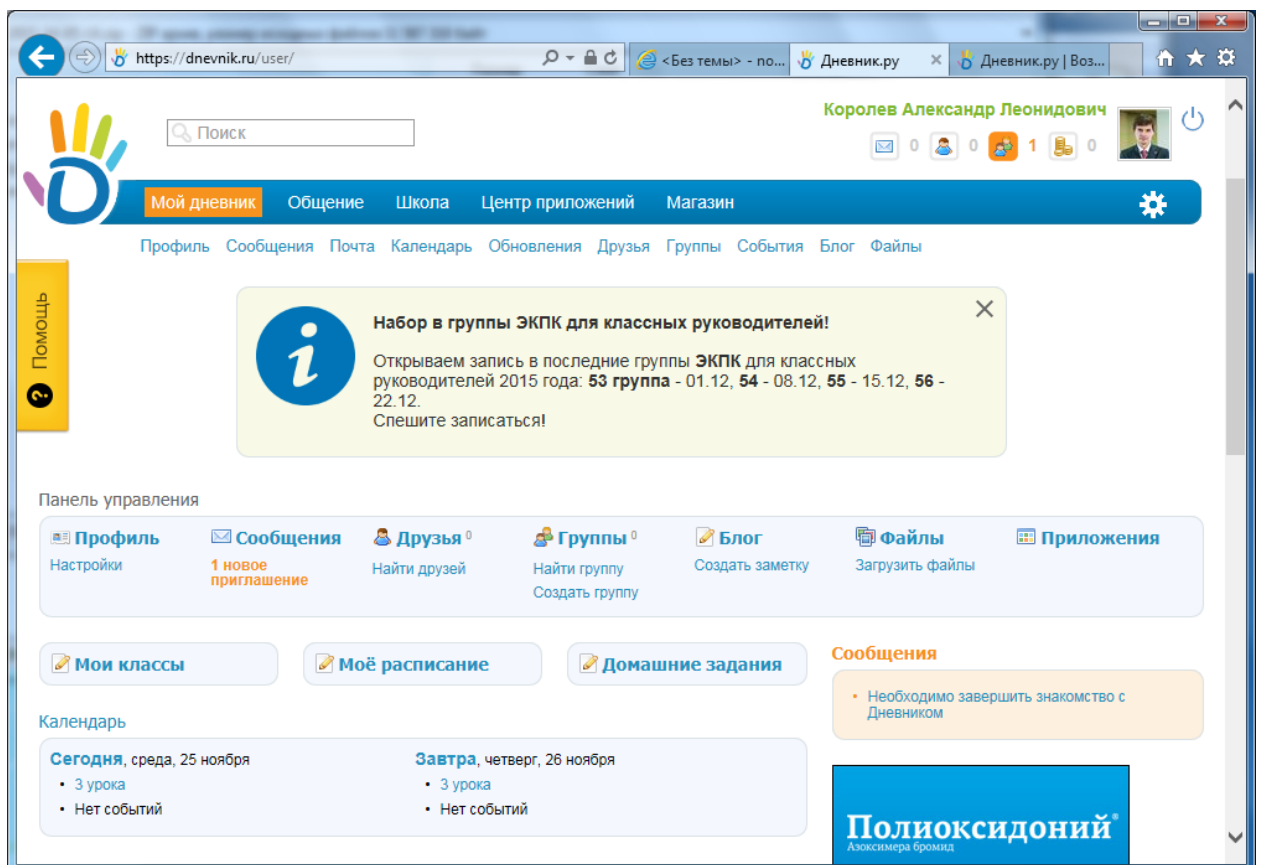 https://dnevnik.ru/user/
<Без темы> - по...
Дневник.ру
Дневник.ру | Воз...
Королев Александр Леонидович
Поиск
0 0 1 0
Мой дневник Общение Школа Центр приложений Магазин
Профиль Сообщения Почта Календарь Обновления Друзья Группы События Блог Файлы
Помощь
Набор в группы ЭКПК для классных руководителей!
Открываем запись в последние группы ЭКПК для классных
руководителей 2015 года: 53 группа - 01.12, 54 - 08.12, 55 - 15.12, 56 -
22.12.
Спешите записаться!
Панель управления
Профиль Сообщения Друзья 0 Группы 0 Блог Файлы Приложения
Настройки 1 новое Найти друзей Найти группу Создать заметку Загрузить файлы
приглашение Создать группу
Мои классы Моё расписание Домашние задания
Сообщения
Необходимо завершить знакомство с
Дневником
Календарь
Сегодня, среда, 25 ноября Завтра, четверг, 26 ноября
• 3 урока • 3 урока
• Нет событий • Нет событий
Полиоксидоний®
Азоксимера бромид